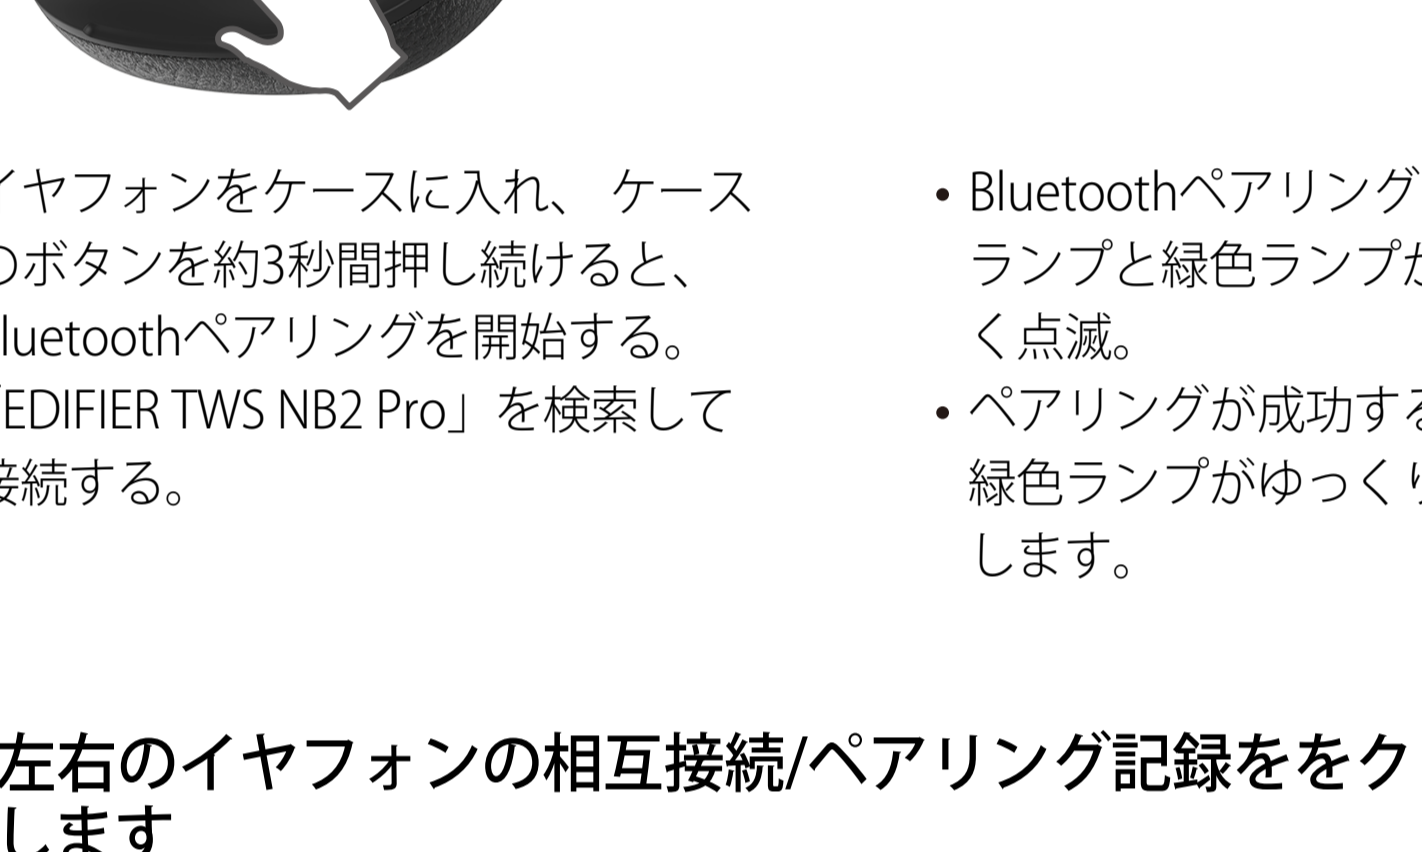 イヤフォンをケースに入れ、 ケース
のボタンを約3秒間押し続けると、
luetoothペアリングを開始する。
「EDIFIER TWS NB2 Pro」を検索して
接続する。
• Bluetoothペアリング
ランプと緑色ランプが
く点滅。
• ペアリングが成功する
緑色ランプがゆっくり
します。
左右のイヤフォンの相互接続/ペアリング記録ををク
します